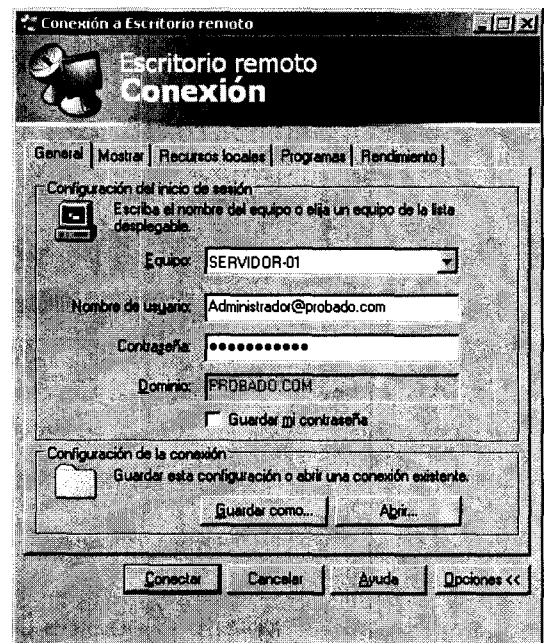 Conexión a Escritorio remoto
Escritorio remoto
Conexión
General Mostrar Recursos locales Programas Rendimiento
Configuración del inicio de sesión
Escriba el nombre del equipo o elija un equipo de la lista
desplegable.
Equipo: SERVIDOR-01
Nombre de usuario: Administrador@probado.com
Contraseña: ●●●●●●●●●●●
Dominio: PROBADO.COM
Guardar mi contraseña
Configuración de la conexión
Guardar esta configuración o abrir una conexión existente.
Guardar como... Abrir...
Conectar Cancelar Ayuda Opciones <<